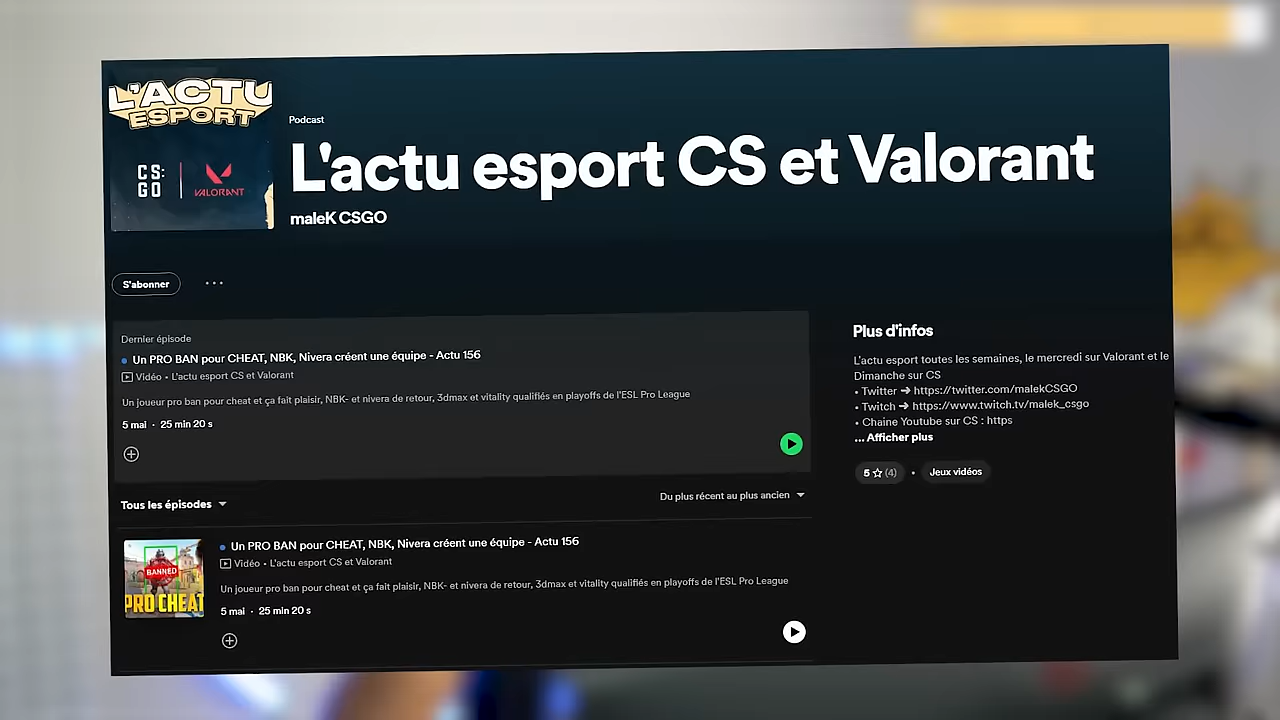 L'ACTU
ESPORT
CS:
GO
VALORANT
Podcast
L'actu esport CS et Valorant
maleK CSGO
S'abonner
Dernier épisode
Un PRO BAN pour CHEAT, NBK, Nivera créent une équipe - Actu 156
Vidéo • L'actu esport CS et Valorant
Un joueur pro ban pour cheat et ça fait plaisir, NBK- et nivera de retour, 3dmax et vitality qualifiés en playoffs de l'ESL Pro League
5 mai · 25 min 20 s
Plus d'infos
L'actu esport toutes les semaines, le mercredi sur Valorant et le
Dimanche sur CS
• Twitter ➔ https://twitter.com/malekCSGO
• Twitch ➔ https://www.twitch.tv/malek_csgo
• Chaine Youtube sur CS : https
... Afficher plus
5 ☆ (4) • Jeux vidéos
Tous les épisodes
Du plus récent au plus ancien
BANNED
PRO CHEAT
Un PRO BAN pour CHEAT, NBK, Nivera créent une équipe - Actu 156
Vidéo • L'actu esport CS et Valorant
Un joueur pro ban pour cheat et ça fait plaisir, NBK- et nivera de retour, 3dmax et vitality qualifiés en playoffs de l'ESL Pro League
5 mai · 25 min 20 s